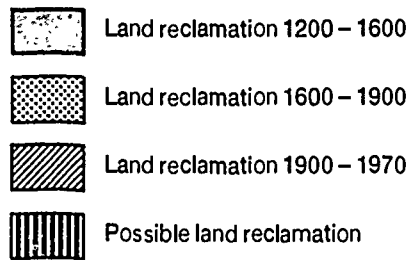 Land reclamation 1200 – 1600
Land reclamation 1600 – 1900
Land reclamation 1900 – 1970
Possible land reclamation